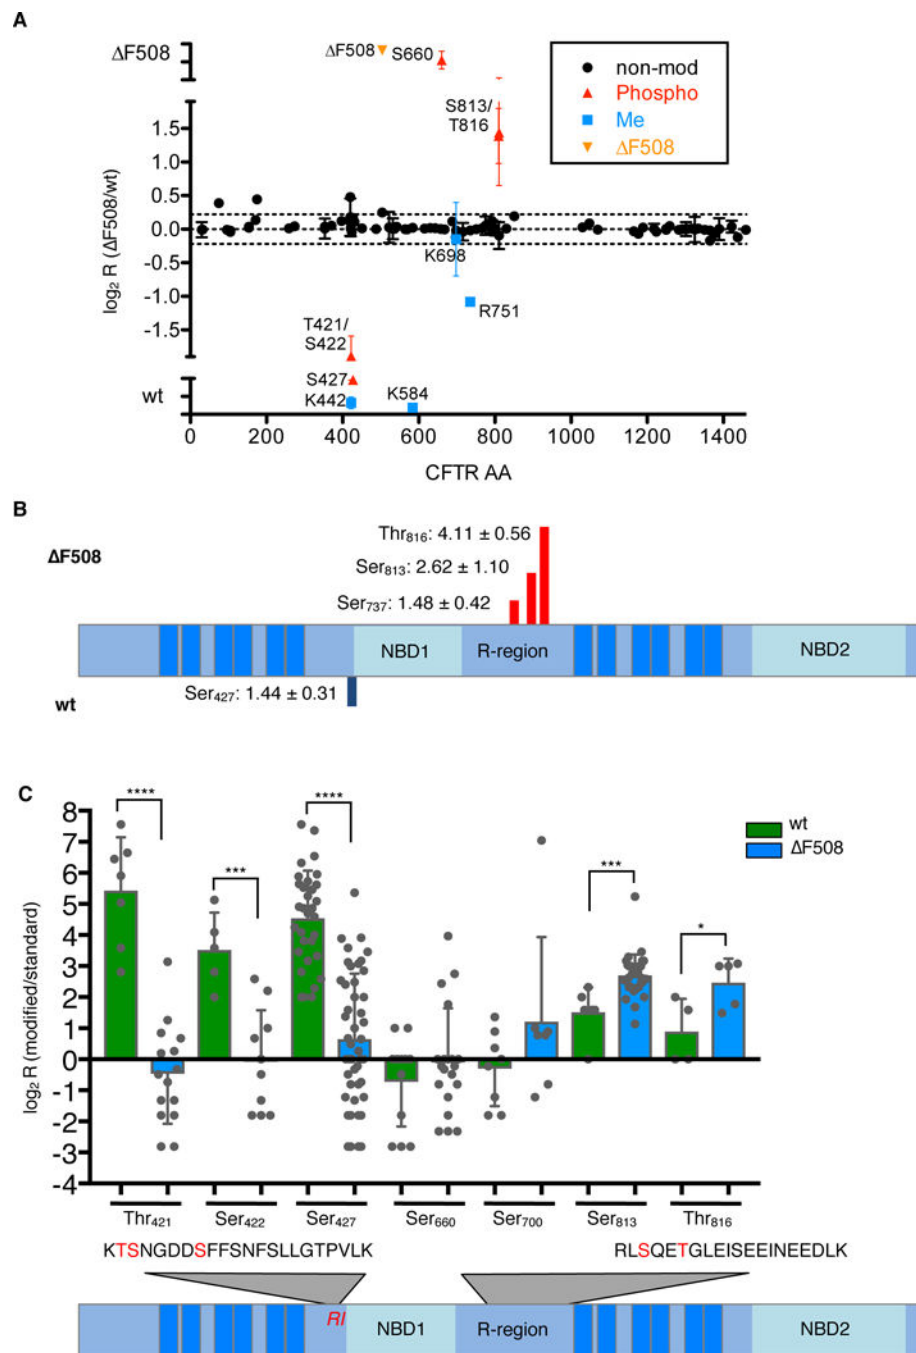 A
ΔF508
log₂ R (ΔF508/wt)
1.5
1.0
0.5
0.0
-0.5
-1.0
-1.5
wt
ΔF508
S660
S813/
T816
K698
R751
T421/
S422
S427
K442
K584
non-mod
Phospho
Me
ΔF508
0 200 400 600 800 1000 1200 1400
CFTR AA
B
ΔF508
Thr₈₁₆: 4.11 ± 0.56
Ser₈₁₃: 2.62 ± 1.10
Ser₇₃₇: 1.48 ± 0.42
NBD1 R-region NBD2
Ser₄₂₇: 1.44 ± 0.31
wt
C
log₂ R (modified/standard)
8
7
6
5
4
3
2
1
0
-1
-2
-3
-4
**** *** **** *** *
wt
ΔF508
Thr₄₂₁ Ser₄₂₂ Ser₄₂₇ Ser₆₆₀ Ser₇₀₀ Ser₈₁₃ Thr₈₁₆
KTSNGDDSFFSNFSLLGTPVLK RLSQETGLEISEEINEEDLK
RI NBD1 R-region NBD2